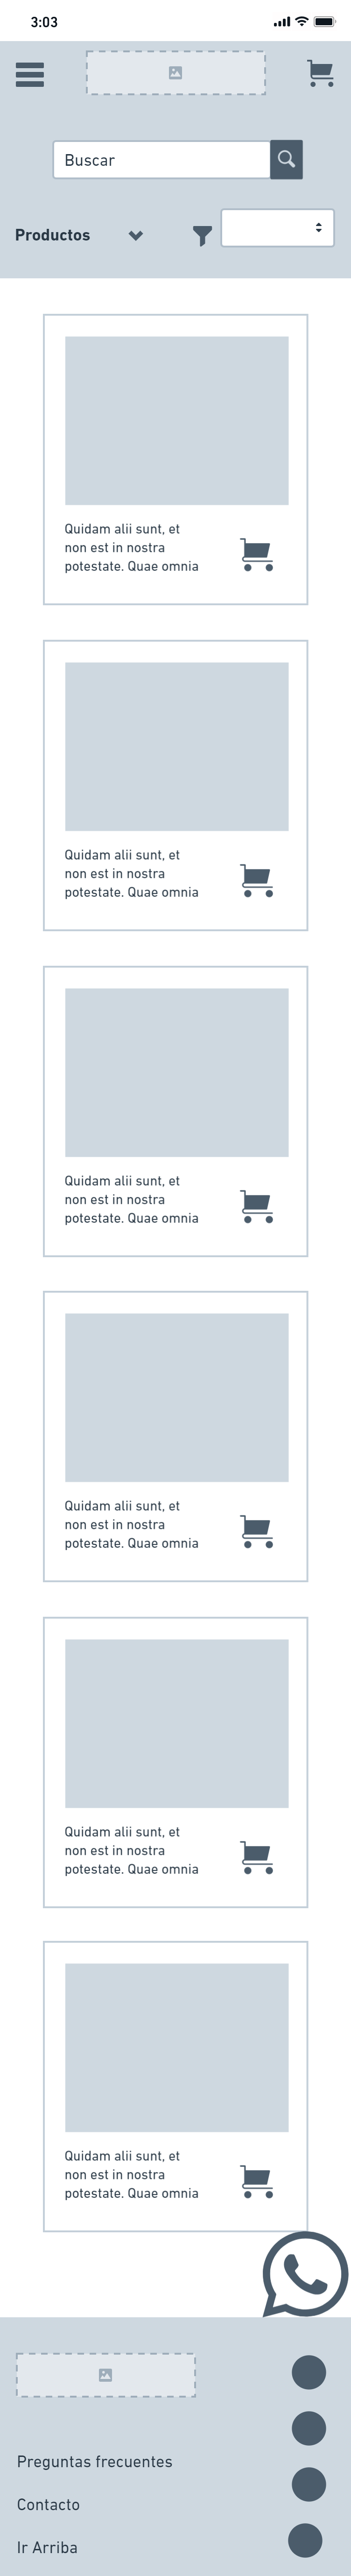 3:03
Buscar
Productos
Quidam alii sunt, et
non est in nostra
potestate. Quae omnia
Quidam alii sunt, et
non est in nostra
potestate. Quae omnia
Quidam alii sunt, et
non est in nostra
potestate. Quae omnia
Quidam alii sunt, et
non est in nostra
potestate. Quae omnia
Quidam alii sunt, et
non est in nostra
potestate. Quae omnia
Quidam alii sunt, et
non est in nostra
potestate. Quae omnia
Preguntas frecuentes
Contacto
Ir Arriba